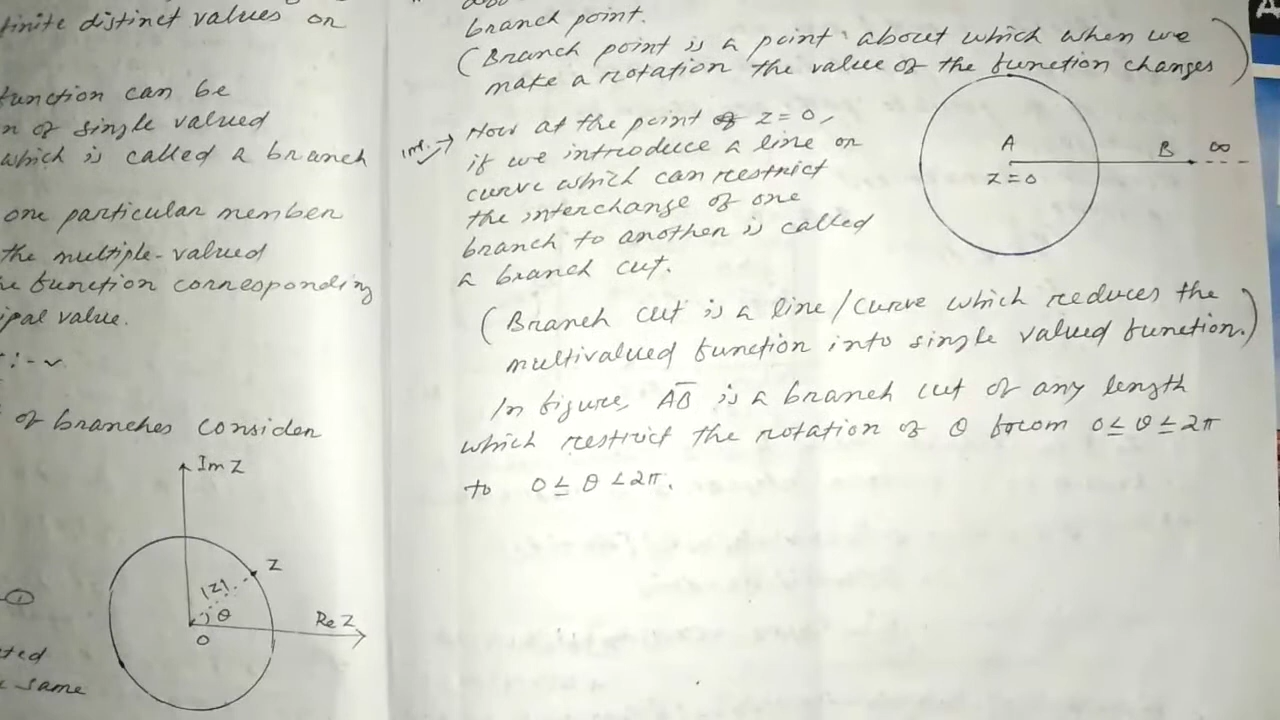 finite distinct values or
function can be
n of single valued
which is called a branch
one particular member
the multiple-valued
function corresponding
ipal value.
of branches consider
Im Z
Z
|Z|
θ
Re Z
O
①
same
branch point.
(Branch point is a point about which when we
make a rotation the value of the function changes)
Imp. → Now at the point of z = 0,
if we introduce a line or
curve which can restrict
the interchange of one
branch to another is called
a branch cut.
A
B
∞
z = 0
(Branch cut is a line/curve which reduces the
multivalued function into single valued function.)
In figure, AB is a branch cut of any length
which restrict the rotation of θ from 0 ≤ θ ≤ 2π
to 0 ≤ θ < 2π.